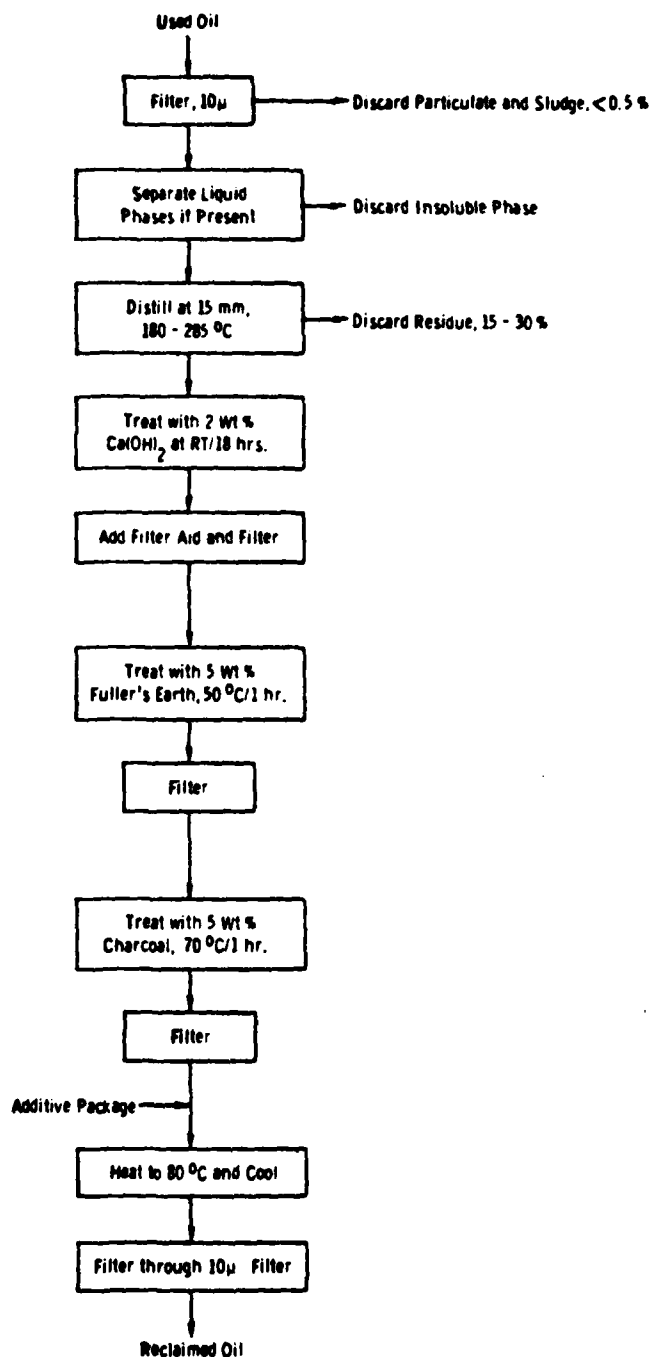 Used Oil
Filter, 10μ
Discard Particulate and Sludge, <0.5 %
Separate Liquid
Phases if Present
Discard Insoluble Phase
Distill at 15 mm,
180 - 285 °C
Discard Residue, 15 - 30 %
Treat with 2 Wt %
Ca(OH)₂ at RT/18 hrs.
Add Filter Aid and Filter
Treat with 5 Wt %
Fuller's Earth, 50 °C/1 hr.
Filter
Treat with 5 Wt %
Charcoal, 70 °C/1 hr.
Filter
Additive Package
Heat to 80 °C and Cool
Filter through 10μ Filter
Reclaimed Oil